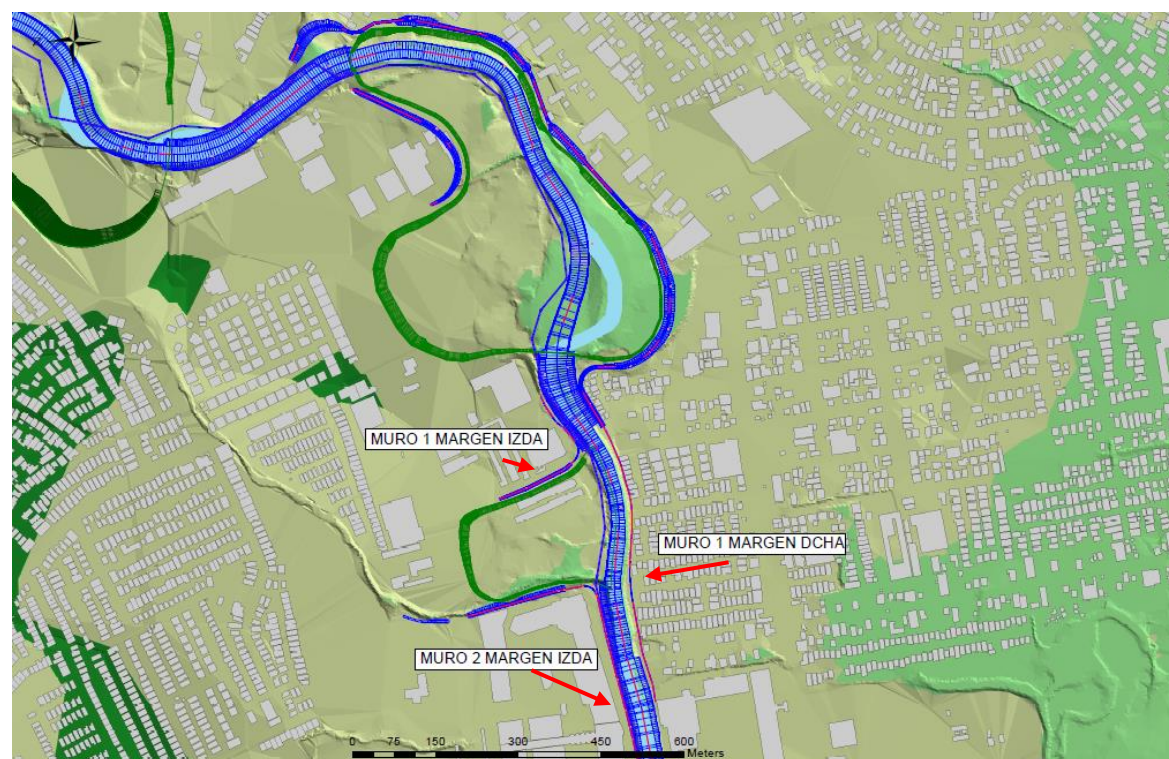 MURO 1 MARGEN IZDA
MURO 1 MARGEN DCHA
MURO 2 MARGEN IZDA
0 75 150 300 450 600
Meters